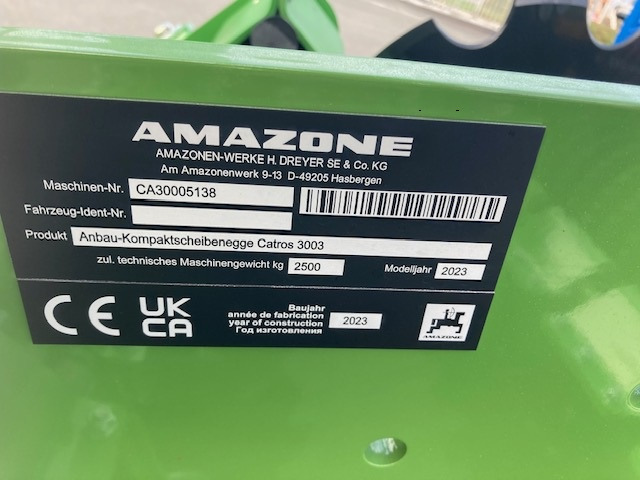 AMAZONE
AMAZONEN-WERKE H. DREYER SE & Co. KG
Am Amazonenwerk 9-13 D-49205 Hasbergen
Maschinen-Nr. CA30005138
Fahrzeug-Ident-Nr.
Produkt Anbau-Kompaktscheibenegge Catros 3003
zul. technisches Maschinengewicht kg 2500 Modelljahr 2023
CE UK CA
Baujahr
année de fabrication
year of construction 2023
Год изготовления
AMAZONE